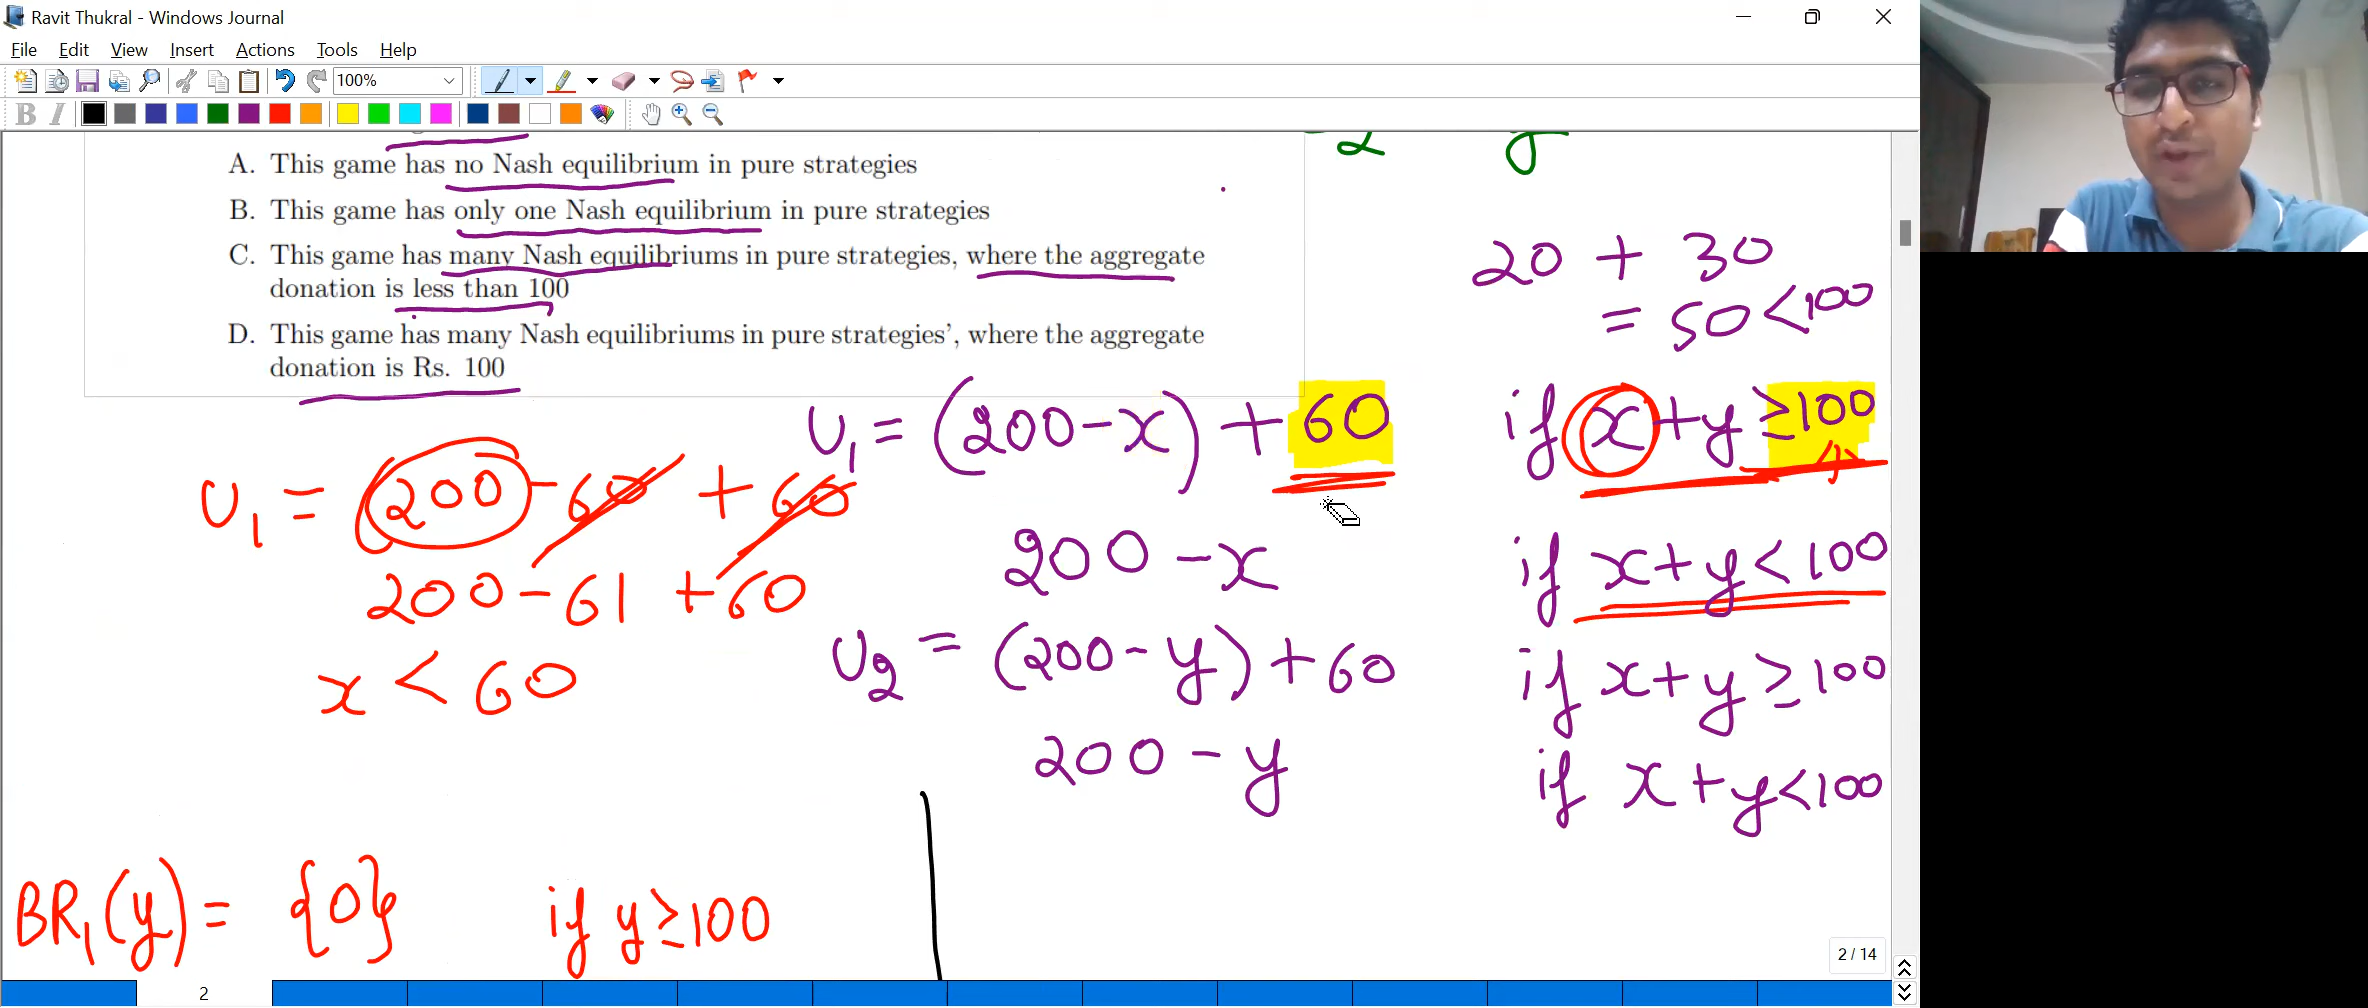 Ravit Thukral - Windows Journal
File Edit View Insert Actions Tools Help
100%
B I
A. This game has no Nash equilibrium in pure strategies
B. This game has only one Nash equilibrium in pure strategies
C. This game has many Nash equilibriums in pure strategies, where the aggregate
donation is less than 100
D. This game has many Nash equilibriums in pure strategies’, where the aggregate
donation is Rs. 100
2 y
20 + 30
= 50 < 100
U1 = (200 - x) + 60 if x + y ≥ 100
200 - x if x + y < 100
U2 = (200 - y) + 60 if x + y ≥ 100
200 - y if x + y < 100
U1 = 200 - 60 + 60
200 - 61 + 60
x < 60
BR1(y) = {0} if y ≥ 100
2 / 14
2